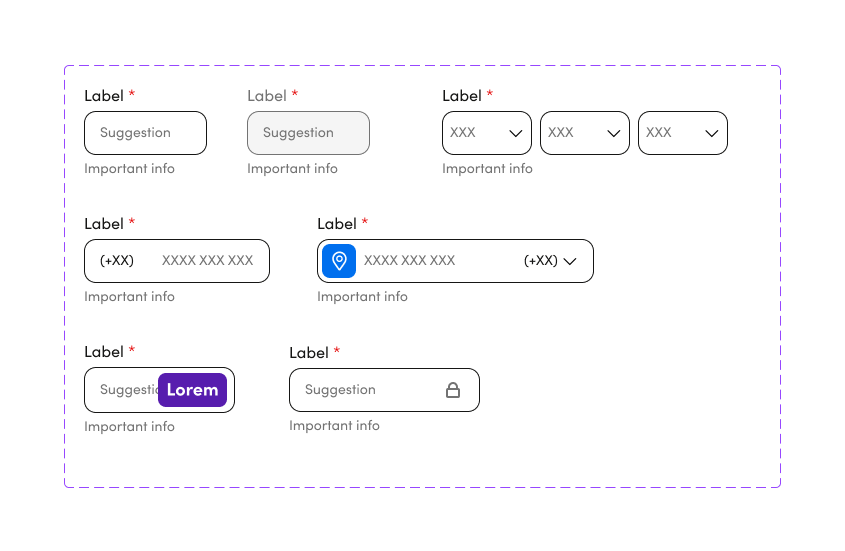 Label *
Suggestion
Important info
Label *
Suggestion
Important info
Label *
XXX
XXX
XXX
Important info
Label *
(+XX) XXXX XXX XXX
Important info
Label *
XXXX XXX XXX (+XX)
Important info
Label *
Suggestio Lorem
Important info
Label *
Suggestion
Important info